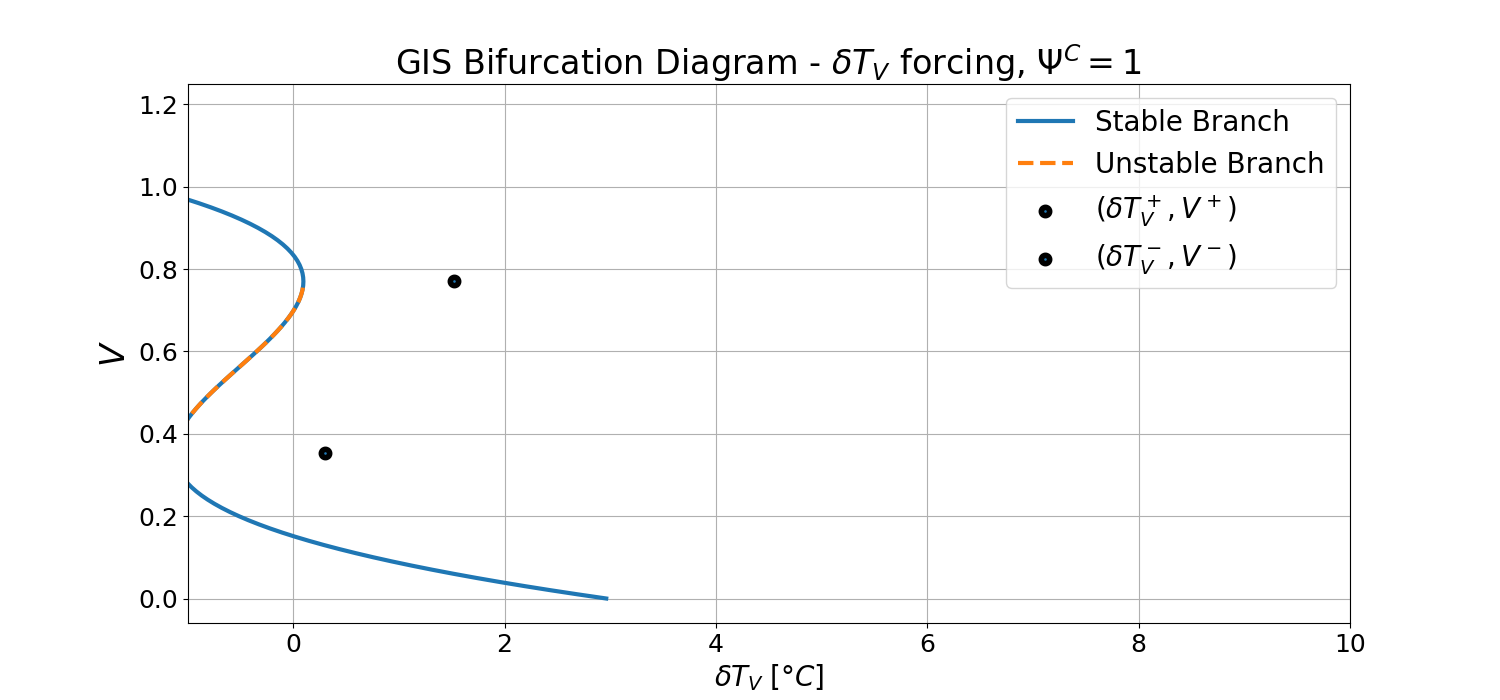 GIS Bifurcation Diagram - δT_V forcing, Ψ^C = 1
1.2
1.0
0.8
0.6
0.4
0.2
0.0
V
Stable Branch
Unstable Branch
(δT_V^+, V^+)
(δT_V^-, V^-)
0 2 4 6 8 10
δT_V [°C]